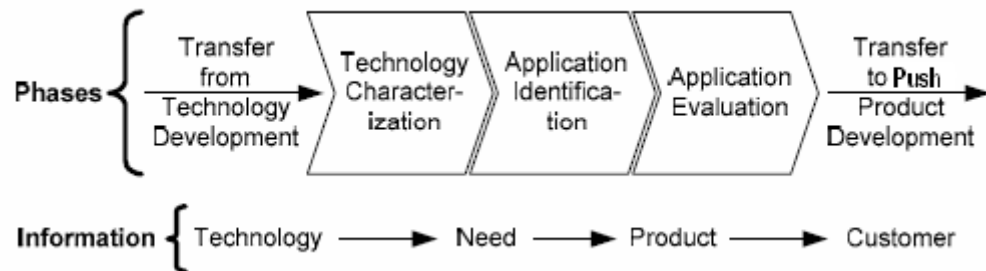 Phases
Transfer
from
Technology
Development
Technology
Character-
ization
Application
Identifica-
tion
Application
Evaluation
Transfer
to Push
Product
Development
Information
Technology
Need
Product
Customer